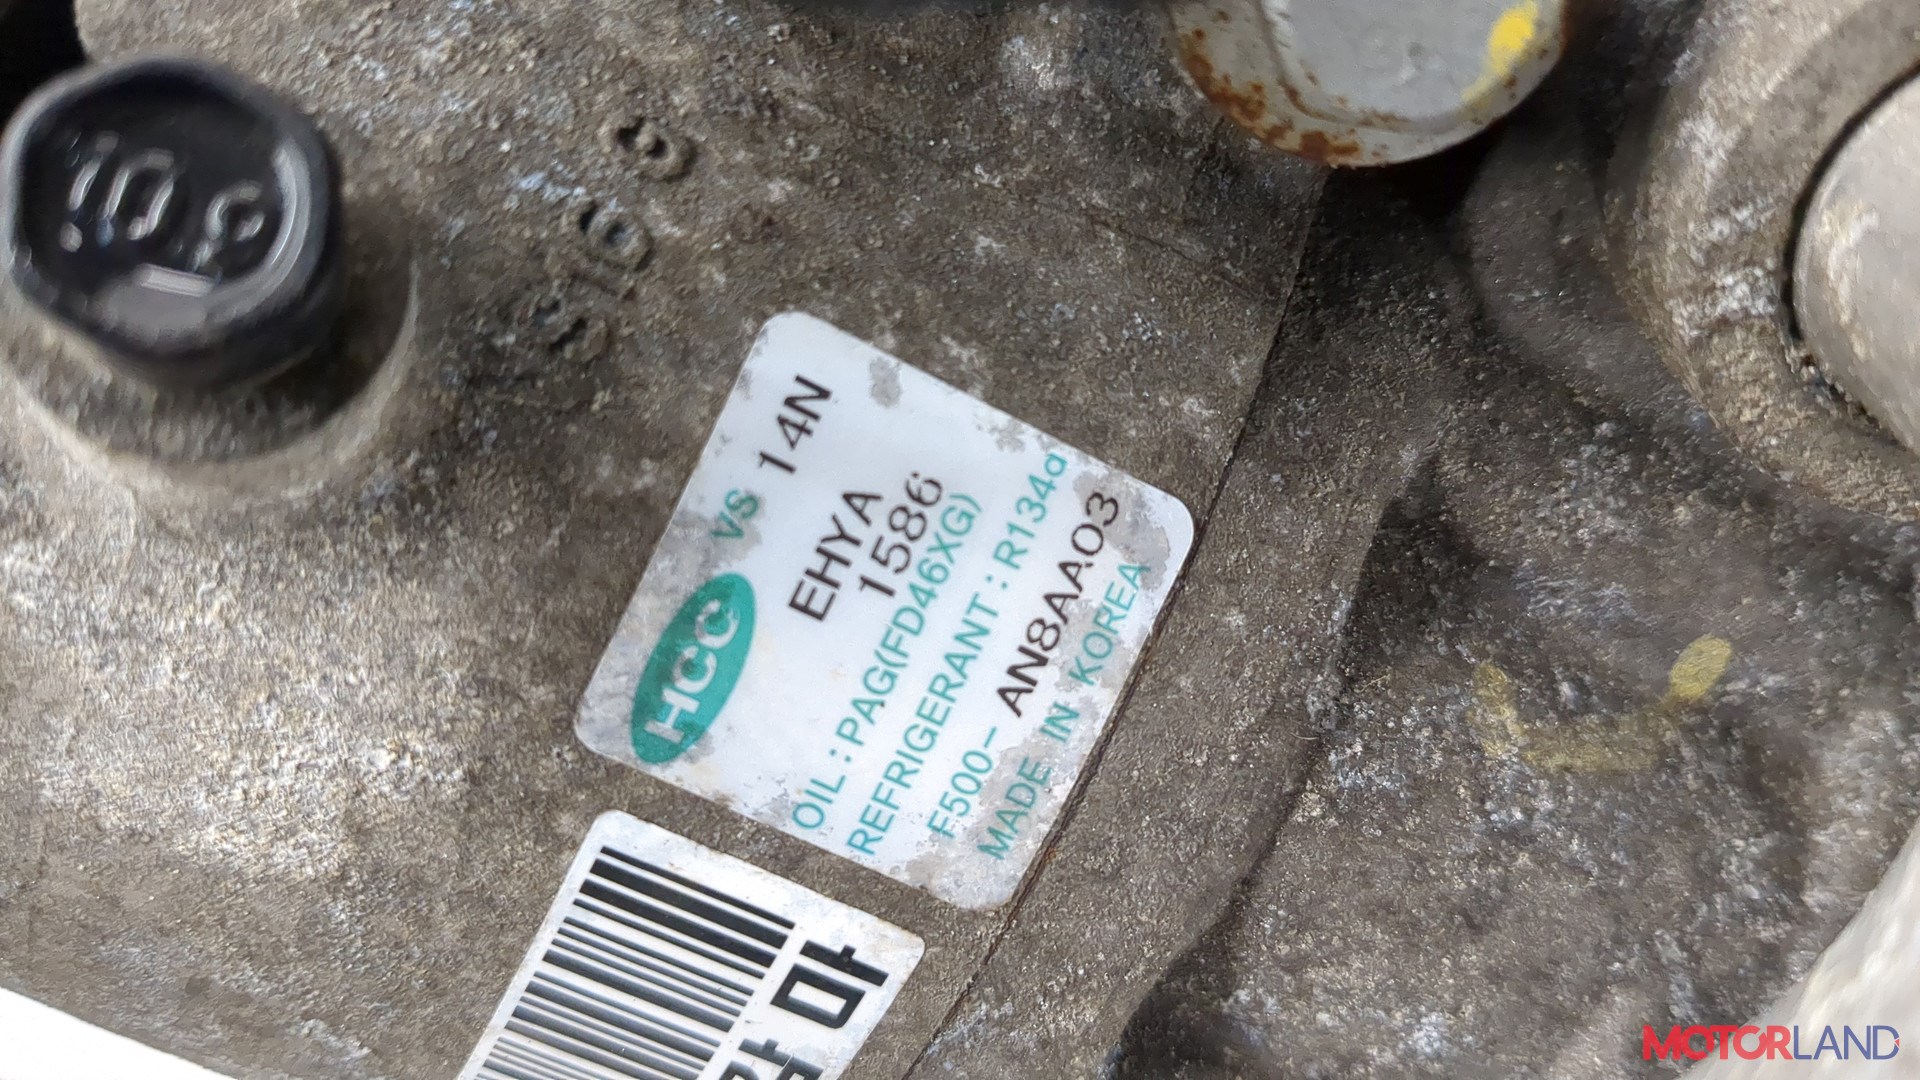 10.9
VS 14N
HCC
EHYA
1586
OIL : PAG(FD46XG)
REFRIGERANT : R134a
F500- AN8AA03
MADE IN KOREA
MOTORLAND